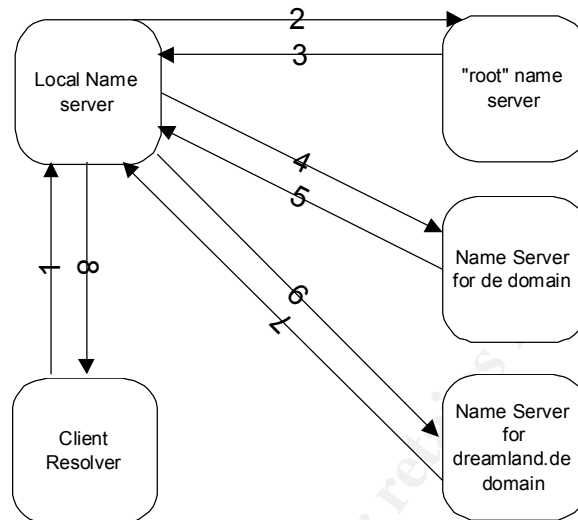 2
Local Name
server
3
"root" name
server
4
5
Name Server
for de domain
1
8
6
7
Client
Resolver
Name Server
for
dreamland.de
domain